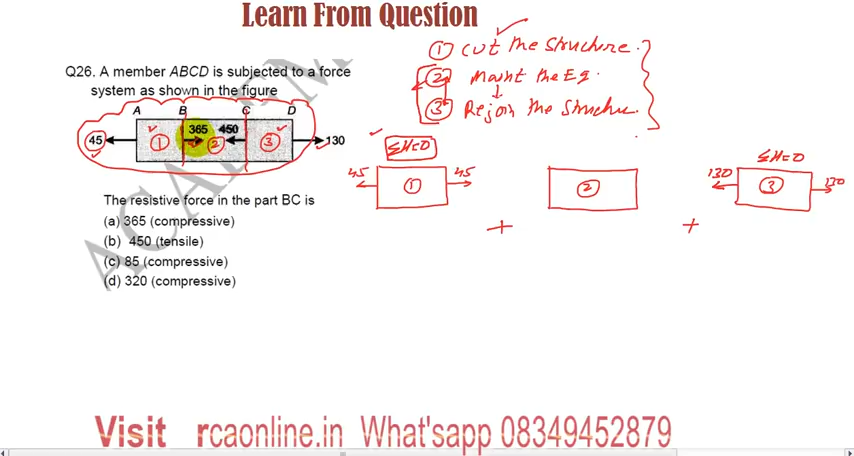 Learn From Question
① Cut the Structure.
② Maint the Eq.
③ Rejoin the Structure
Q26. A member ABCD is subjected to a force
system as shown in the figure
A B C D
45 365 450 130
① ② ③
ΣH=0
45 ① 45
②
ΣH=0
130 ③ 130
+ +
The resistive force in the part BC is
(a) 365 (compressive)
(b) 450 (tensile)
(c) 85 (compressive)
(d) 320 (compressive)
Visit rcaonline.in What'sapp 08349452879